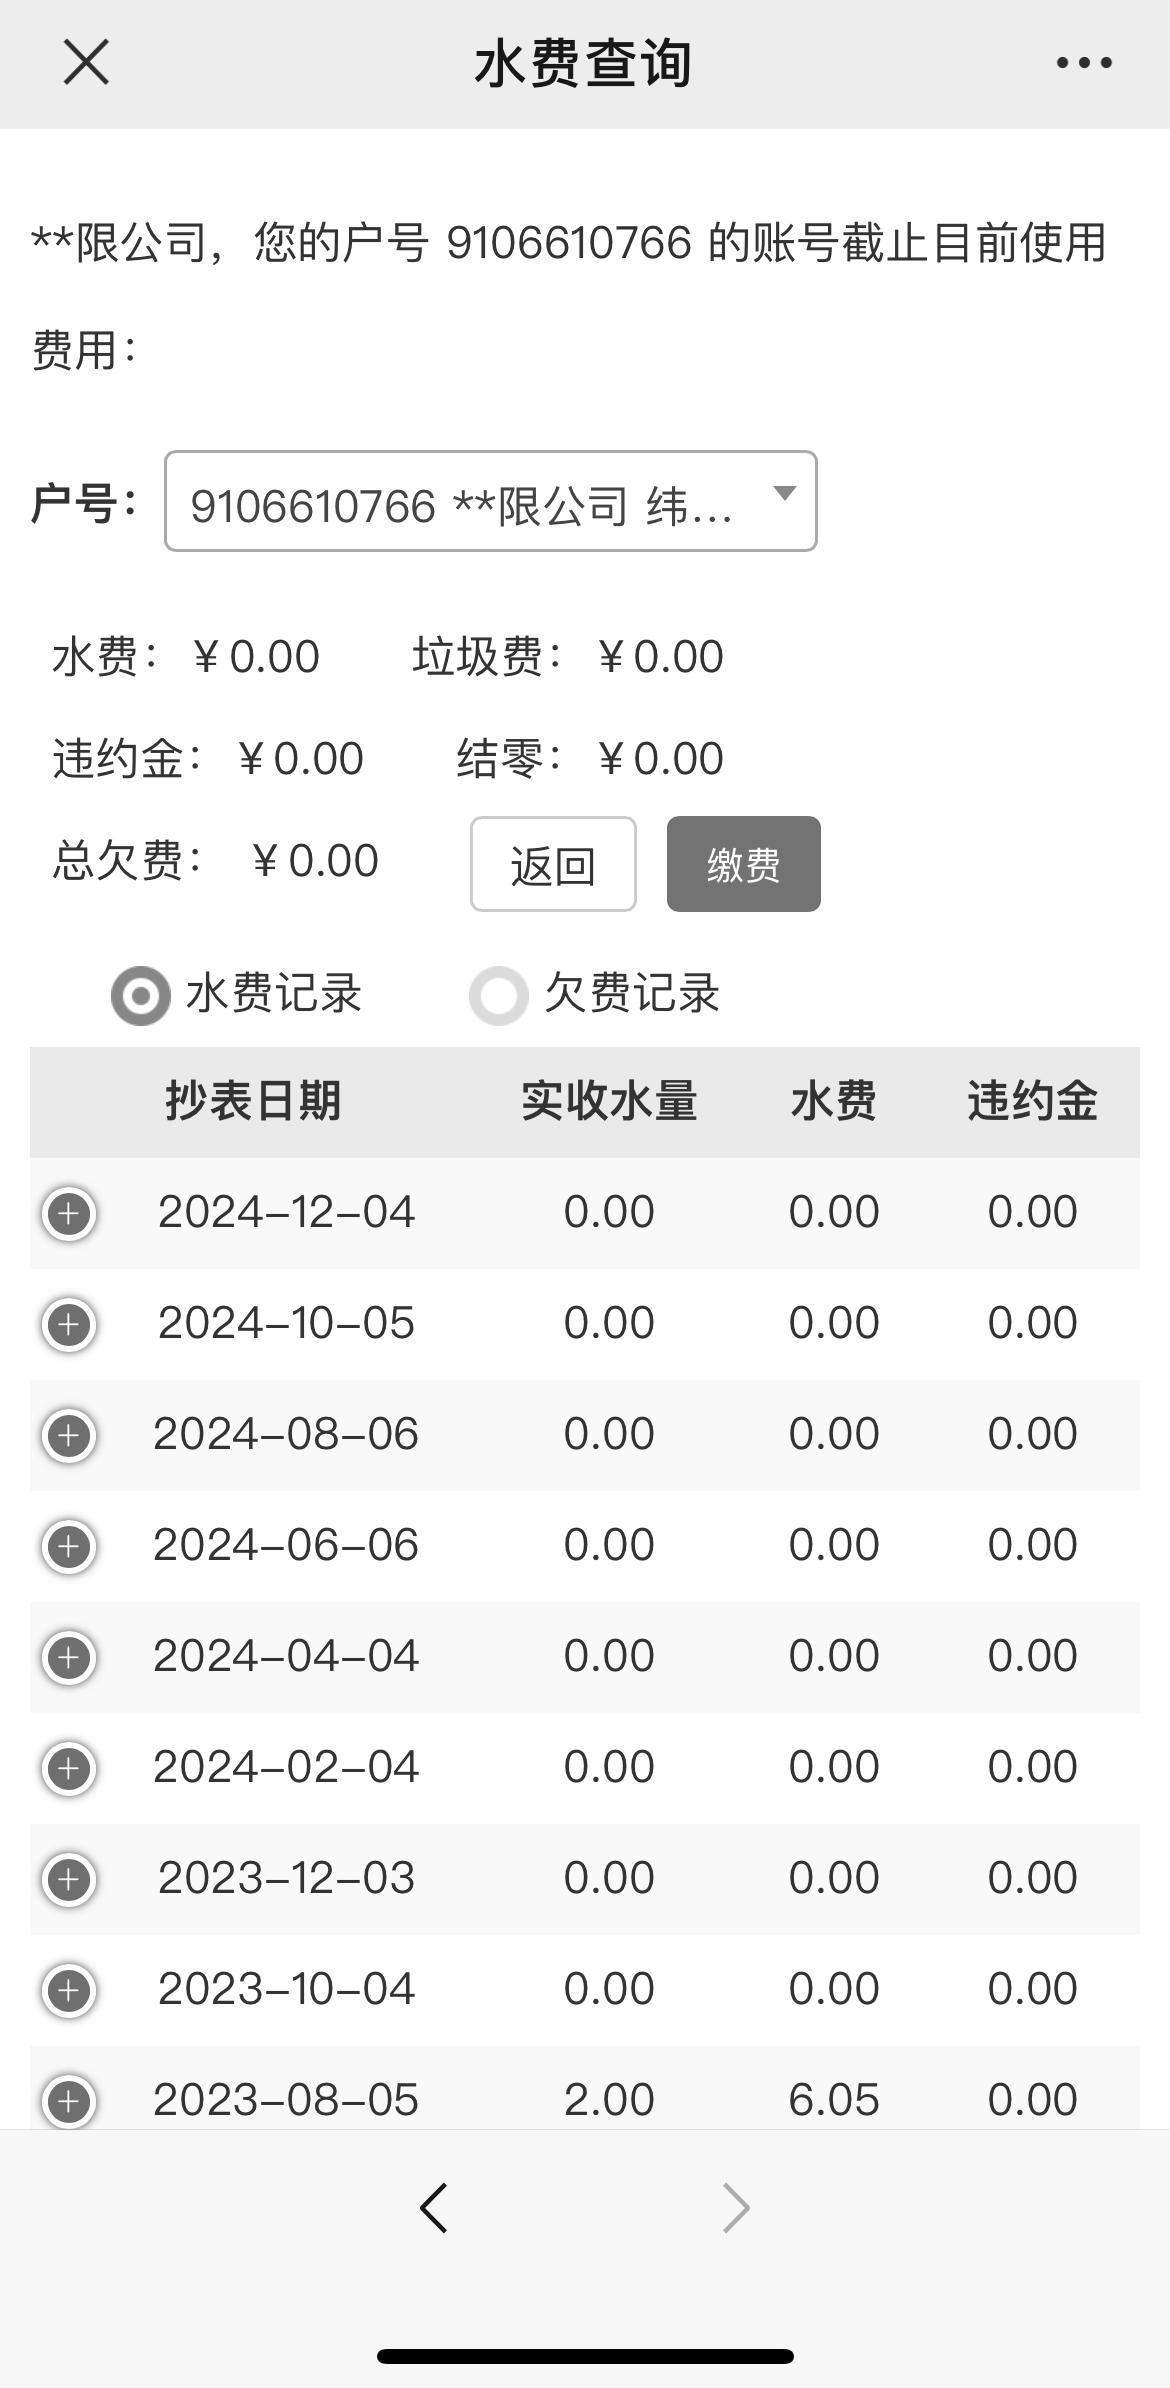 水费查询
**限公司，您的户号 9106610766 的账号截止目前使用
费用：
户号： 9106610766 **限公司 纬...
水费： ￥0.00 垃圾费： ￥0.00
违约金： ￥0.00 结零： ￥0.00
总欠费： ￥0.00 返回 缴费
水费记录 欠费记录
抄表日期 实收水量 水费 违约金
2024-12-04 0.00 0.00 0.00
2024-10-05 0.00 0.00 0.00
2024-08-06 0.00 0.00 0.00
2024-06-06 0.00 0.00 0.00
2024-04-04 0.00 0.00 0.00
2024-02-04 0.00 0.00 0.00
2023-12-03 0.00 0.00 0.00
2023-10-04 0.00 0.00 0.00
2023-08-05 2.00 6.05 0.00